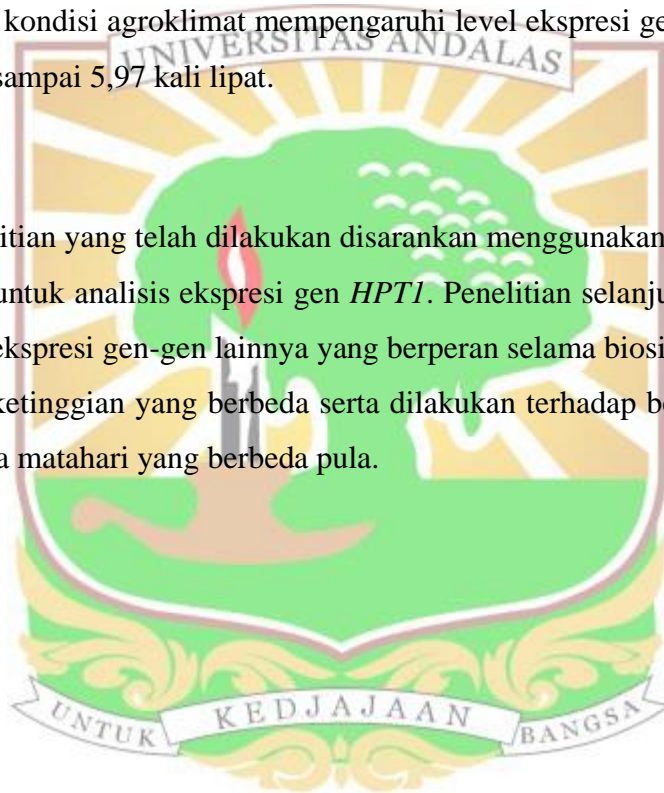 kondisi agroklimat mempengaruhi level ekspresi ge
UNIVERSITAS ANDALAS
sampai 5,97 kali lipat.
itian yang telah dilakukan disarankan menggunakan
untuk analisis ekspresi gen HPT1. Penelitian selanju
ekspresi gen-gen lainnya yang berperan selama biosi
ketinggian yang berbeda serta dilakukan terhadap be
a matahari yang berbeda pula.
UNTUK KEDJAJAAN BANGSA